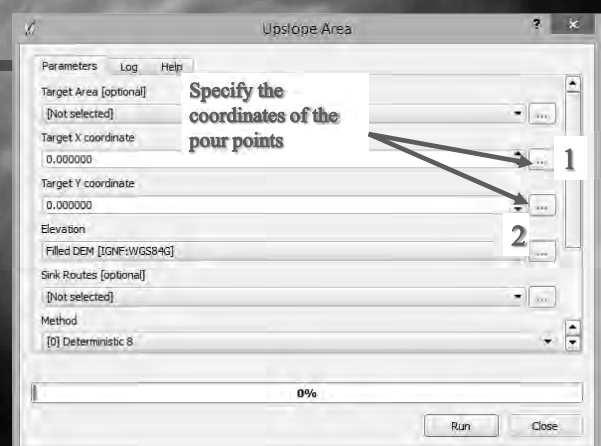 Upslope Area
?
Parameters Log Help
Target Area [optional]
[Not selected]
...
Specify the
coordinates of the
pour points
Target X coordinate
0.000000
...
1
Target Y coordinate
0.000000
...
2
Elevation
Filled DEM [IGNF:WGS84G]
...
Sink Routes [optional]
[Not selected]
...
Method
[0] Deterministic 8
0%
Run Close